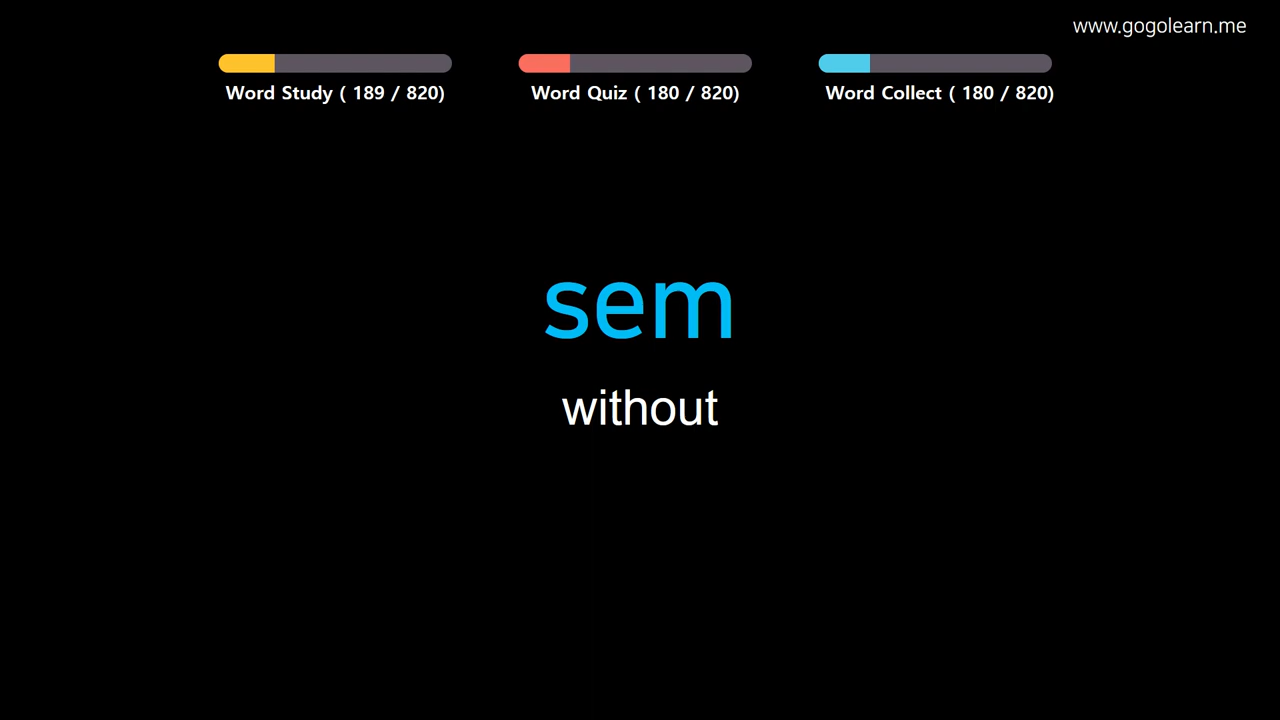 www.gogolearn.me
Word Study ( 189 / 820)
Word Quiz ( 180 / 820)
Word Collect ( 180 / 820)
sem
without